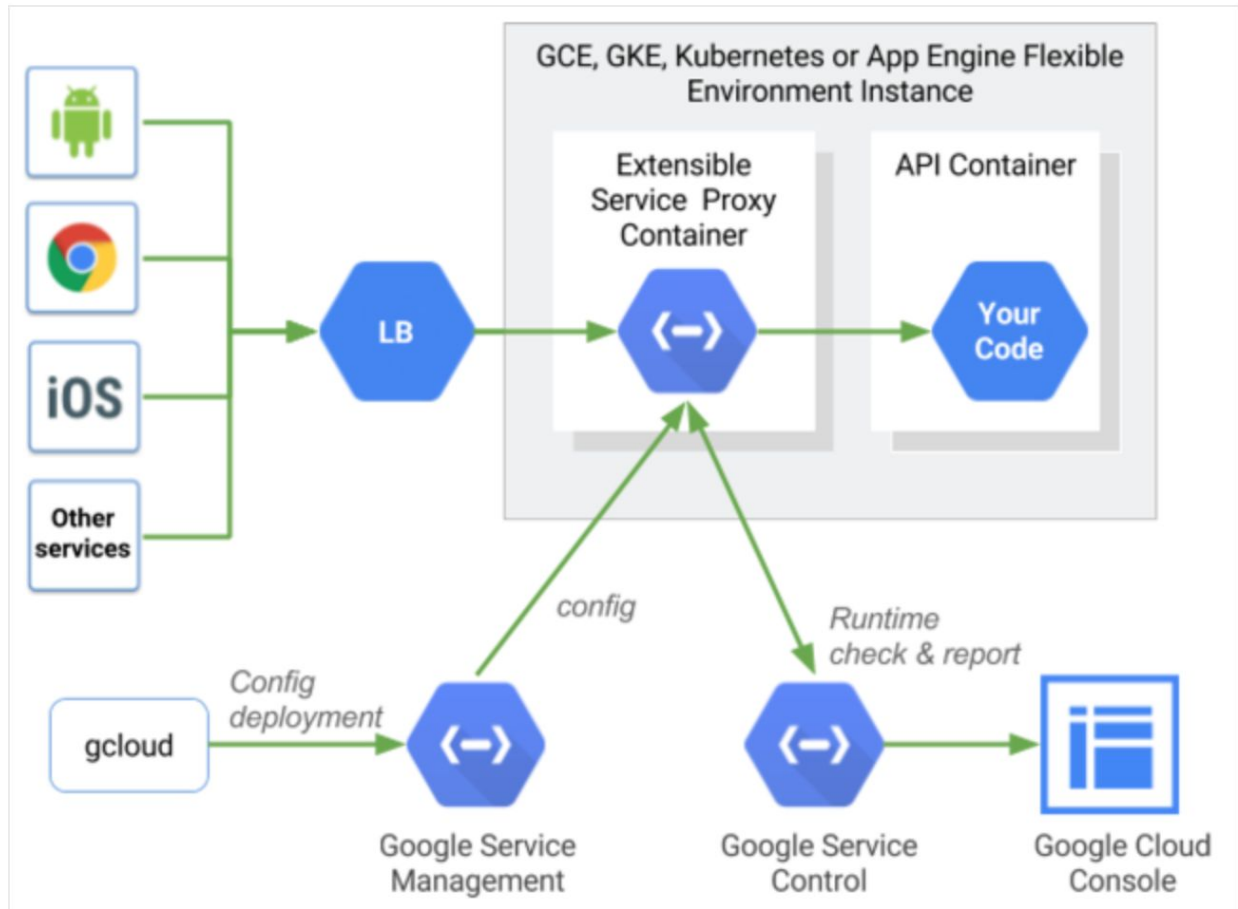 GCE, GKE, Kubernetes or App Engine Flexible
Environment Instance
Extensible
Service Proxy
Container
API Container
iOS
Other
services
LB
Your
Code
config
Runtime
check & report
Config
deployment
gcloud
Google Service
Management
Google Service
Control
Google Cloud
Console